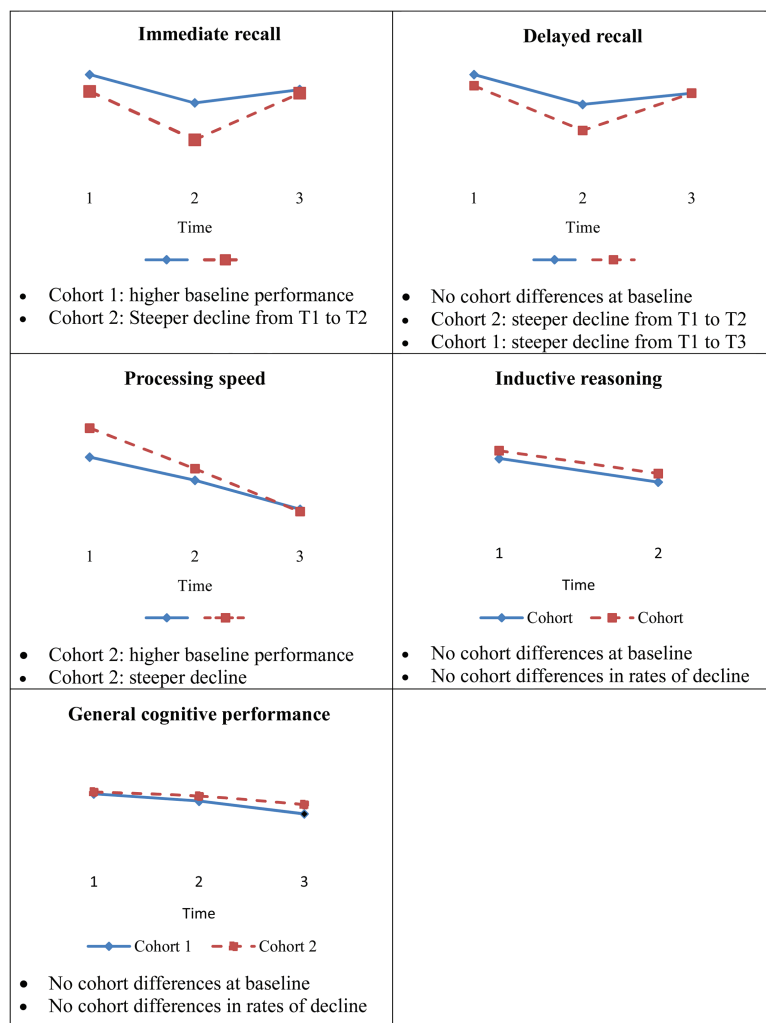 Immediate recall
1 2 3
Time
• Cohort 1: higher baseline performance
• Cohort 2: Steeper decline from T1 to T2
Delayed recall
1 2 3
Time
• No cohort differences at baseline
• Cohort 2: steeper decline from T1 to T2
• Cohort 1: steeper decline from T1 to T3
Processing speed
1 2 3
Time
• Cohort 2: higher baseline performance
• Cohort 2: steeper decline
Inductive reasoning
1 2
Time
Cohort Cohort
• No cohort differences at baseline
• No cohort differences in rates of decline
General cognitive performance
1 2 3
Time
Cohort 1 Cohort 2
• No cohort differences at baseline
• No cohort differences in rates of decline